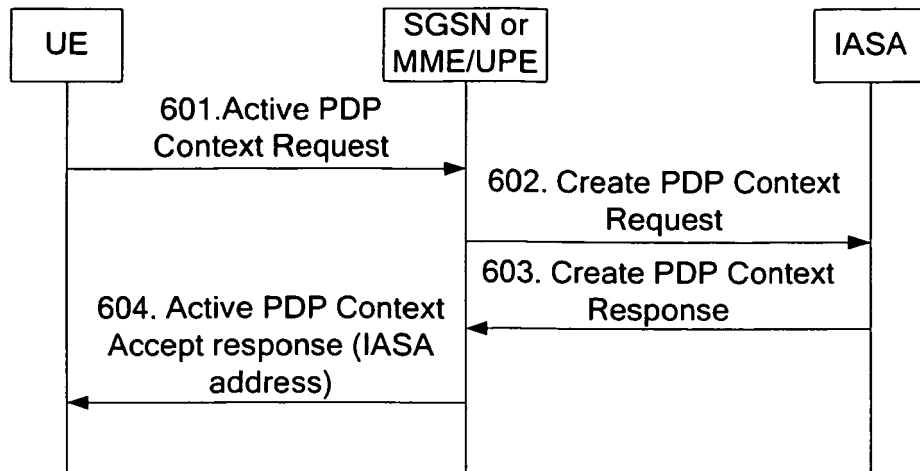 UE
SGSN or
MME/UPE
IASA
601.Active PDP
Context Request
602. Create PDP Context
Request
603. Create PDP Context
Response
604. Active PDP Context
Accept response (IASA
address)